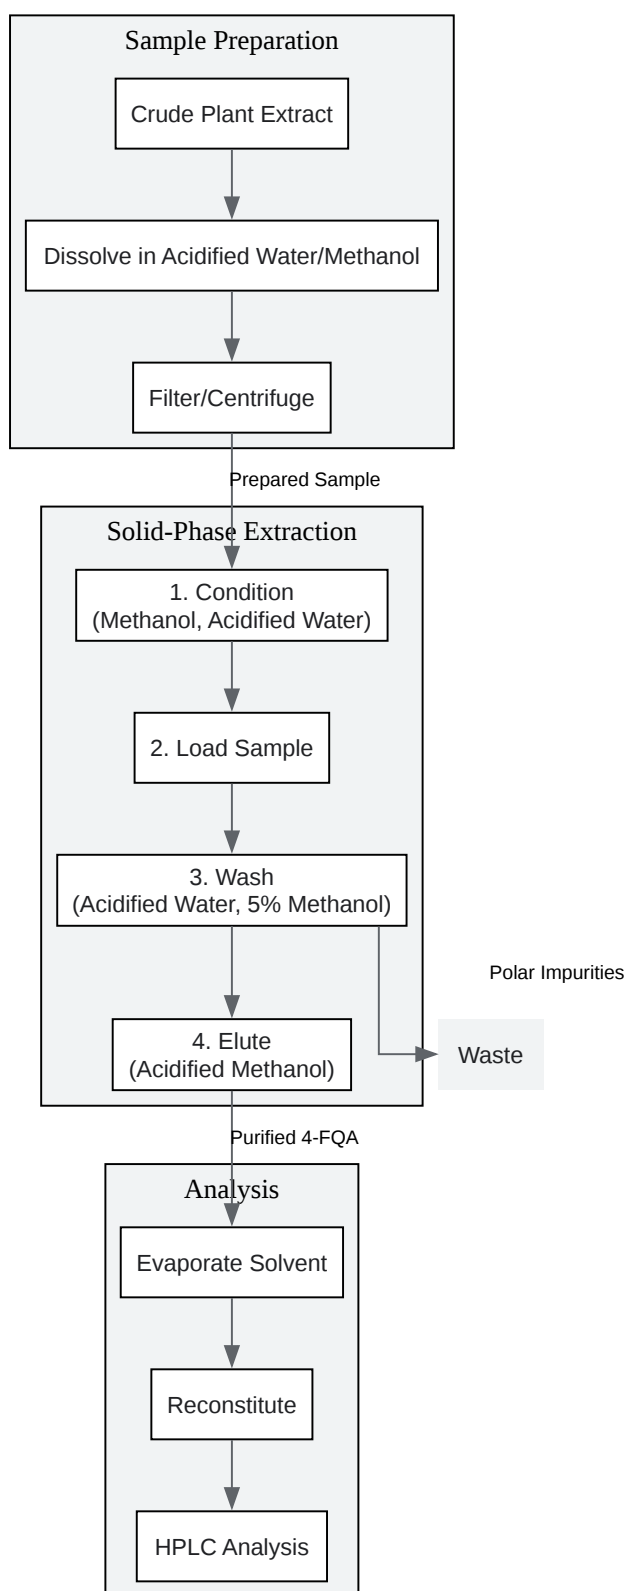 Sample Preparation
Crude Plant Extract
Dissolve in Acidified Water/Methanol
Filter/Centrifuge
Prepared Sample
Solid-Phase Extraction
1. Condition
(Methanol, Acidified Water)
2. Load Sample
3. Wash
(Acidified Water, 5% Methanol)
Polar Impurities
4. Elute
(Acidified Methanol)
Waste
Purified 4-FQA
Analysis
Evaporate Solvent
Reconstitute
HPLC Analysis